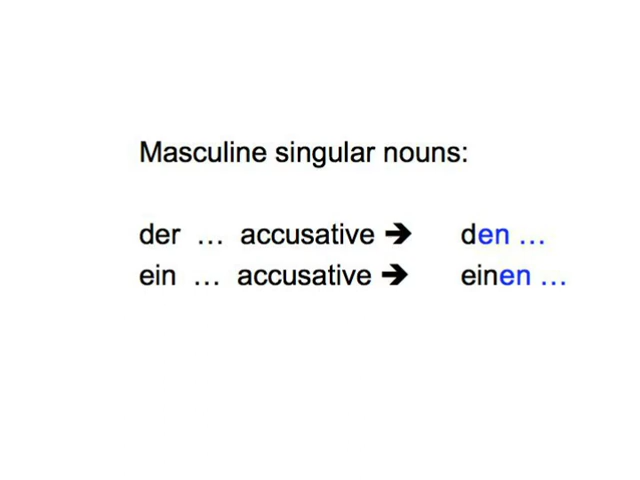 Masculine singular nouns:
der … accusative 🡺 den …
ein … accusative 🡺 einen …